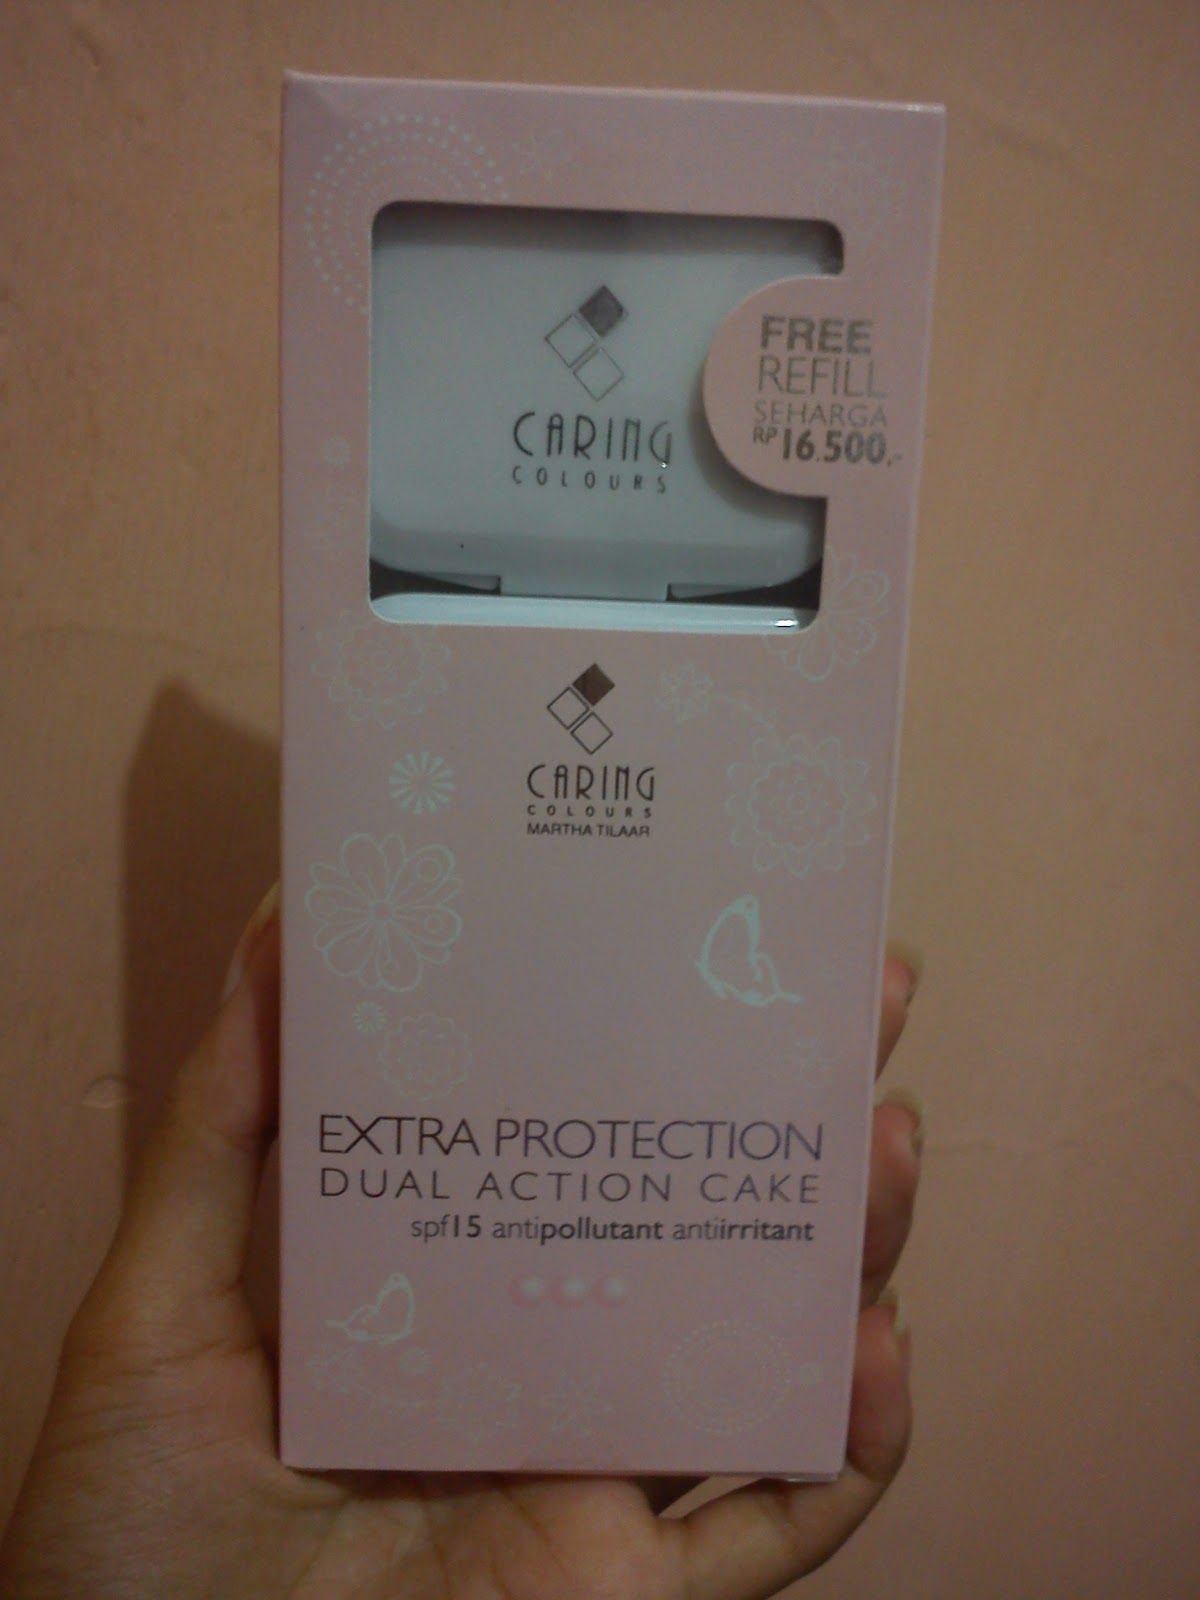 FREE
REFILL
SEHARGA
RP 16.500,-
CARING
COLOURS
CARING
COLOURS
MARTHA TILAAR
EXTRA PROTECTION
DUAL ACTION CAKE
spf15 antipollutant antiirritant